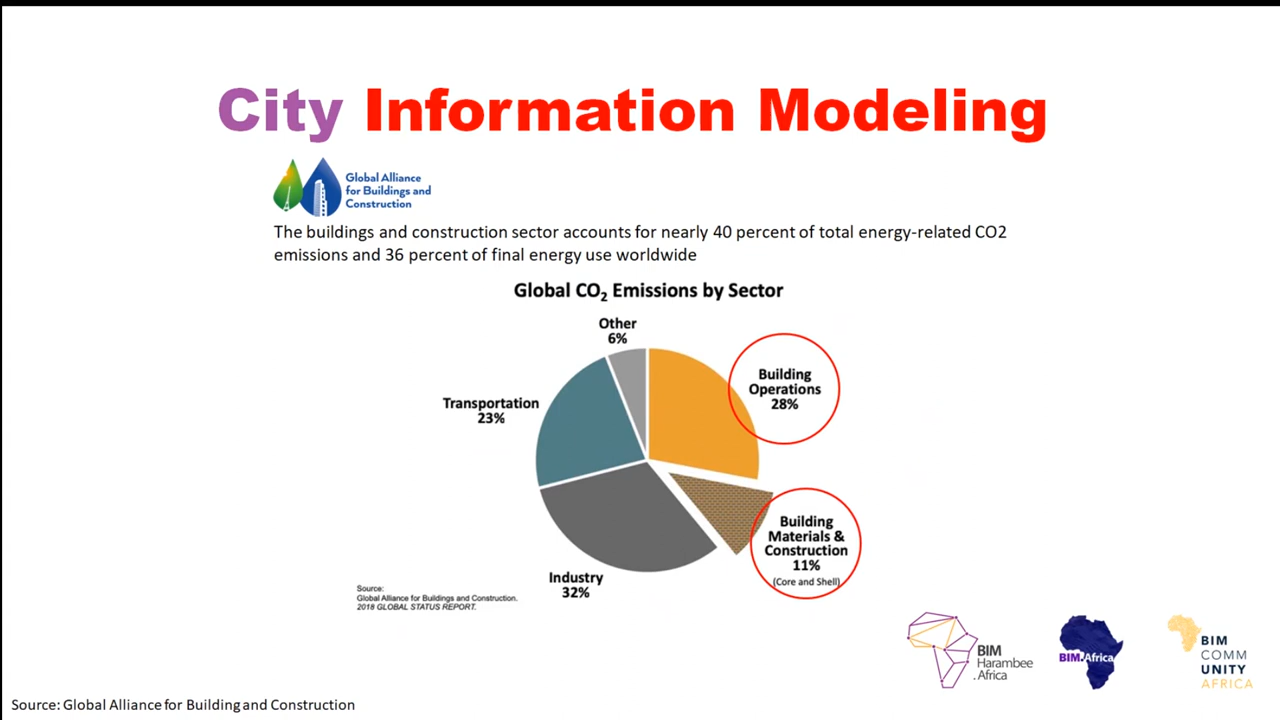 City Information Modeling
Global Alliance
for Buildings and
Construction
The buildings and construction sector accounts for nearly 40 percent of total energy-related CO2
emissions and 36 percent of final energy use worldwide
Global CO₂ Emissions by Sector
Other
6%
Building
Operations
28%
Transportation
23%
Building
Materials &
Construction
11%
(Core and Shell)
Industry
32%
Source:
Global Alliance for Buildings and Construction.
2018 GLOBAL STATUS REPORT.
BIM
Harambee
.Africa
BIM.Africa
BIM
COMM
UNITY
AFRICA
Source: Global Alliance for Building and Construction